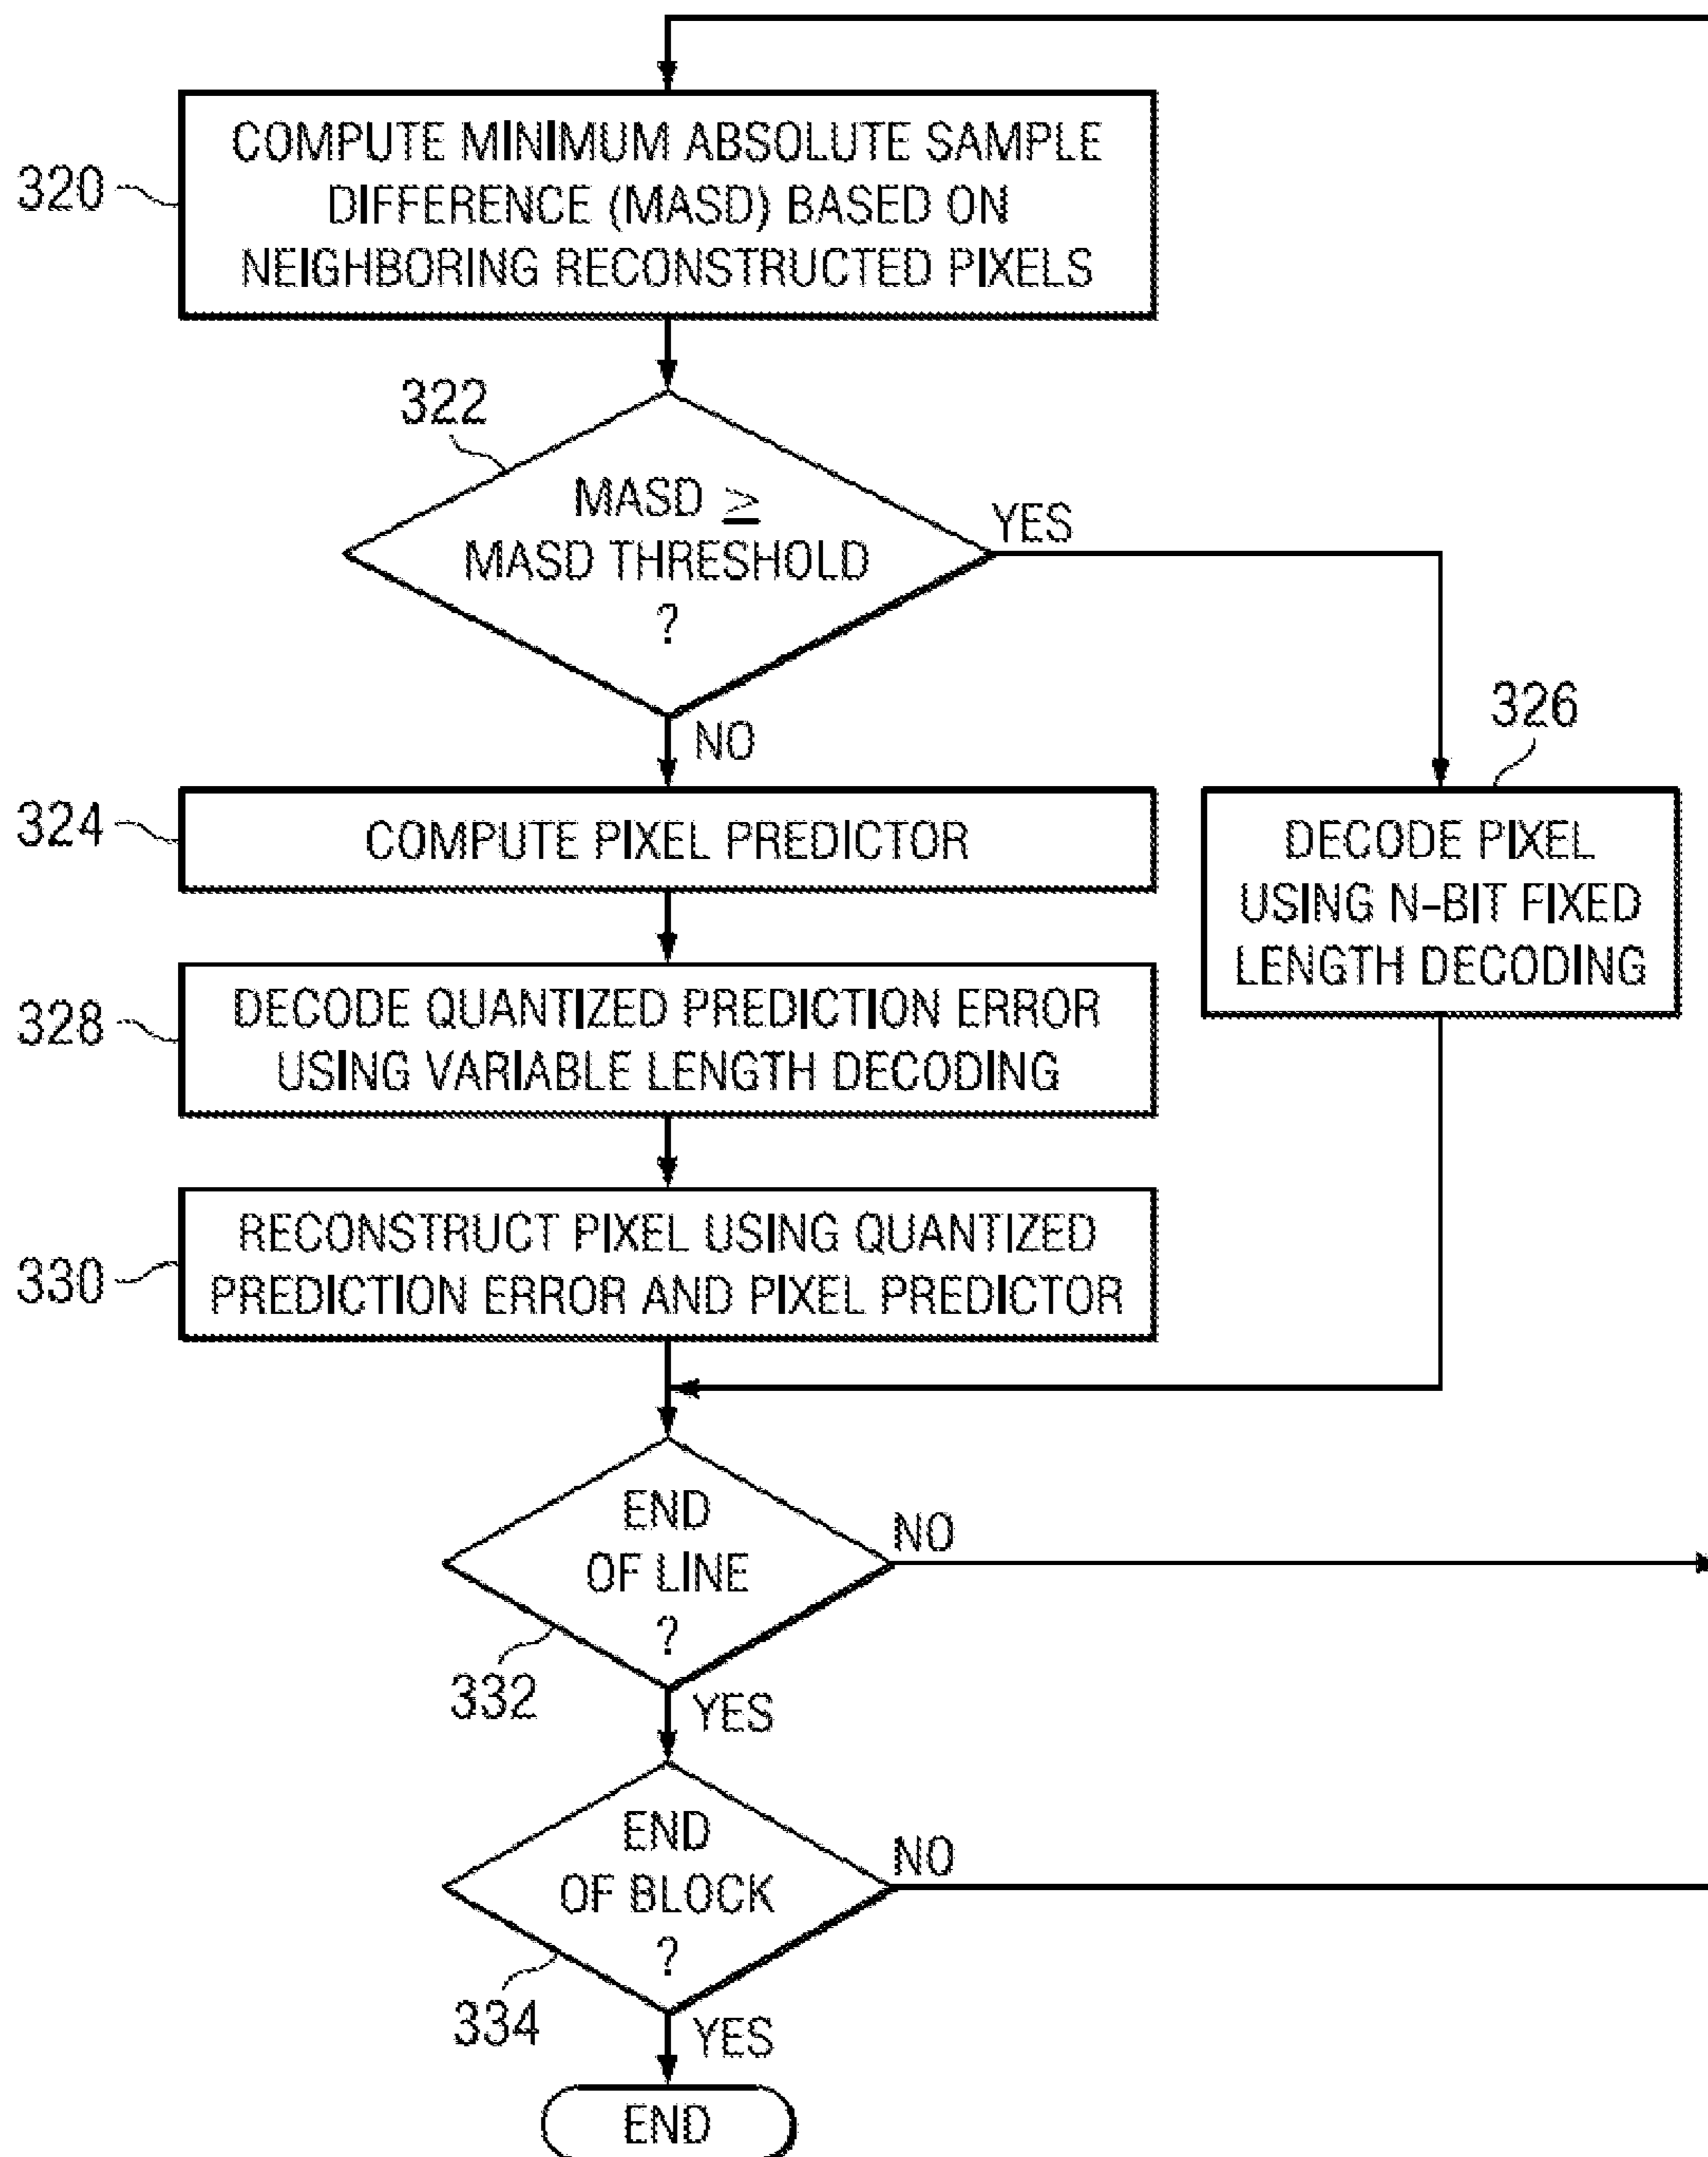 320
COMPUTE MINIMUM ABSOLUTE SAMPLE
DIFFERENCE (MASD) BASED ON
NEIGHBORING RECONSTRUCTED PIXELS
322
MASD ≥
MASD THRESHOLD
?
YES
NO
326
324
COMPUTE PIXEL PREDICTOR
DECODE PIXEL
USING N-BIT FIXED
LENGTH DECODING
328
DECODE QUANTIZED PREDICTION ERROR
USING VARIABLE LENGTH DECODING
330
RECONSTRUCT PIXEL USING QUANTIZED
PREDICTION ERROR AND PIXEL PREDICTOR
END
OF LINE
?
NO
332
YES
END
OF BLOCK
?
NO
334
YES
END